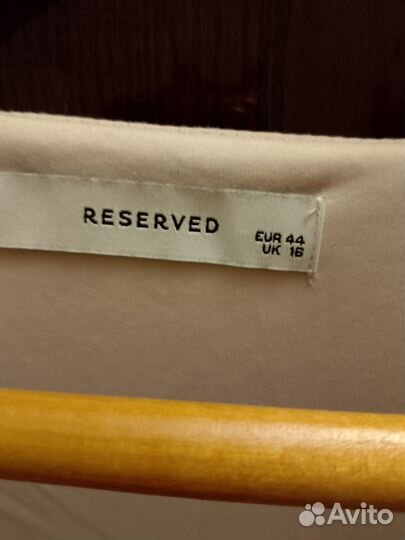 RESERVED
EUR 44
UK 16
Avito